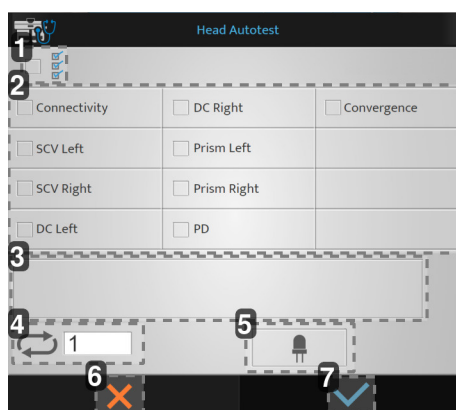 Head Autotest
1
2
Connectivity DC Right Convergence
SCV Left Prism Left
SCV Right Prism Right
DC Left PD
3
4 1 5
6 7